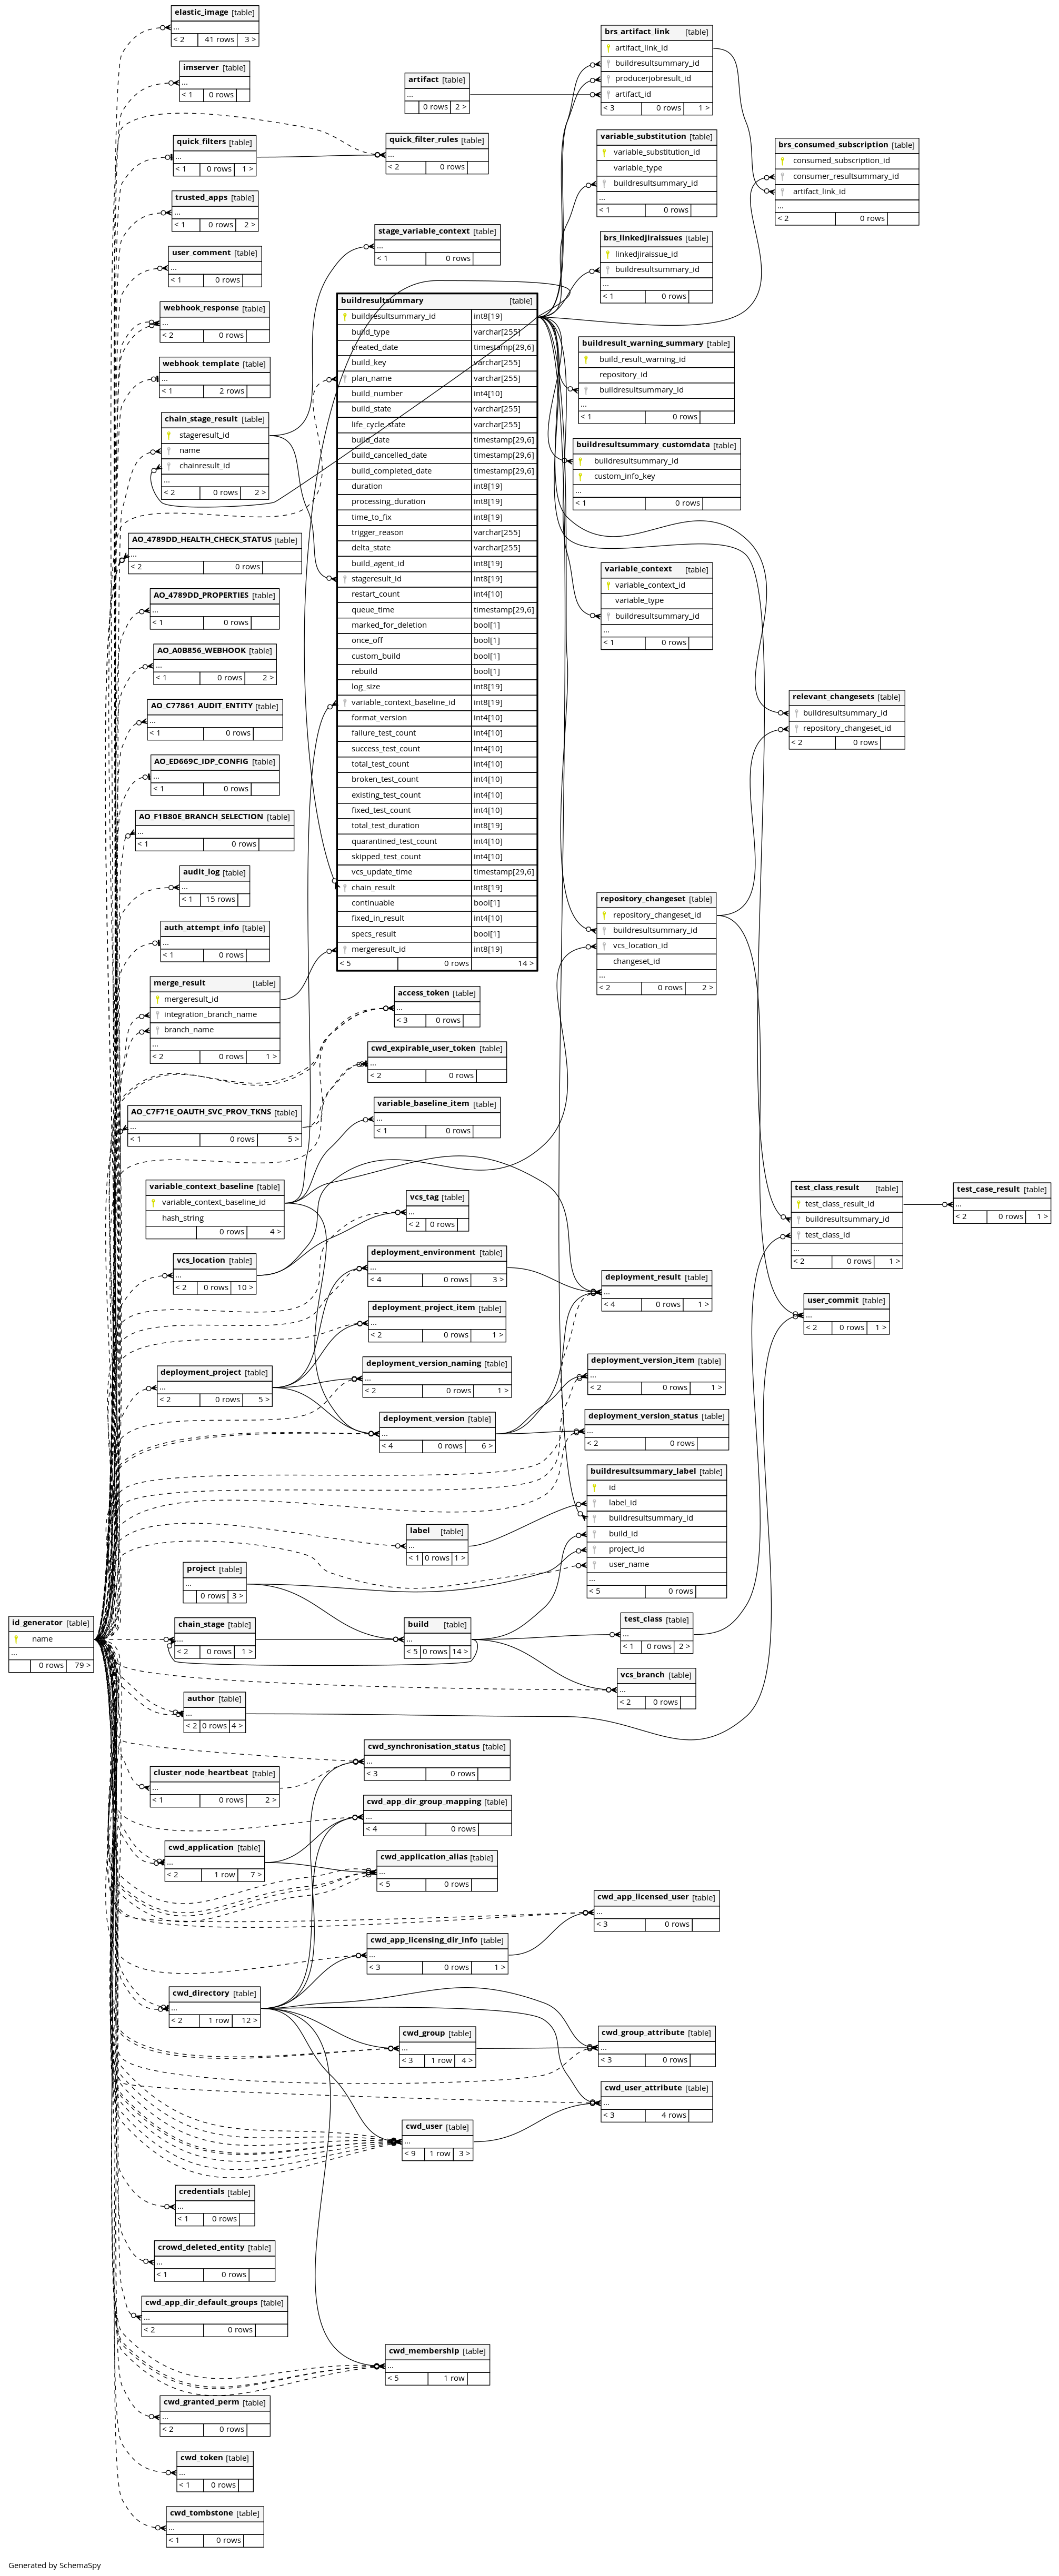 elastic_image [table]
...
< 2 41 rows 3 >
imserver [table]
...
< 1 0 rows
quick_filters [table]
...
< 1 0 rows 1 >
trusted_apps [table]
...
< 1 0 rows 2 >
user_comment [table]
...
< 1 0 rows
webhook_response [table]
...
< 2 0 rows
webhook_template [table]
...
< 1 2 rows
chain_stage_result [table]
stageresult_id
name
chainresult_id
...
< 2 0 rows 2 >
AO_4789DD_HEALTH_CHECK_STATUS [table]
...
< 2 0 rows
AO_4789DD_PROPERTIES [table]
...
< 1 0 rows
AO_A0B856_WEBHOOK [table]
...
< 1 0 rows 2 >
AO_C77861_AUDIT_ENTITY [table]
...
< 1 0 rows
AO_ED669C_IDP_CONFIG [table]
...
< 1 0 rows
AO_F1B80E_BRANCH_SELECTION [table]
...
< 1 0 rows
audit_log [table]
...
< 1 15 rows
auth_attempt_info [table]
...
< 1 0 rows
merge_result [table]
mergeresult_id
integration_branch_name
branch_name
...
< 2 0 rows 1 >
AO_C7F71E_OAUTH_SVC_PROV_TKNS [table]
...
< 1 0 rows 5 >
variable_context_baseline [table]
variable_context_baseline_id
hash_string
0 rows 4 >
vcs_location [table]
...
< 2 0 rows 10 >
deployment_project [table]
...
< 2 0 rows 5 >
project [table]
...
0 rows 3 >
id_generator [table]
name
...
0 rows 79 >
chain_stage [table]
...
< 2 0 rows 1 >
author [table]
...
< 2 0 rows 4 >
cluster_node_heartbeat [table]
...
< 1 0 rows 2 >
cwd_application [table]
...
< 2 1 row 7 >
cwd_directory [table]
...
< 2 1 row 12 >
credentials [table]
...
< 1 0 rows
crowd_deleted_entity [table]
...
< 1 0 rows
cwd_app_dir_default_groups [table]
...
< 2 0 rows
cwd_granted_perm [table]
...
< 2 0 rows
cwd_token [table]
...
< 1 0 rows
cwd_tombstone [table]
...
< 1 0 rows
artifact [table]
...
0 rows 2 >
quick_filter_rules [table]
...
< 2 0 rows
stage_variable_context [table]
...
< 1 0 rows
buildresultsummary [table]
buildresultsummary_id int8[19]
build_type varchar[255]
created_date timestamp[29,6]
build_key varchar[255]
plan_name varchar[255]
build_number int4[10]
build_state varchar[255]
life_cycle_state varchar[255]
build_date timestamp[29,6]
build_cancelled_date timestamp[29,6]
build_completed_date timestamp[29,6]
duration int8[19]
processing_duration int8[19]
time_to_fix int8[19]
trigger_reason varchar[255]
delta_state varchar[255]
build_agent_id int8[19]
stageresult_id int8[19]
restart_count int4[10]
queue_time timestamp[29,6]
marked_for_deletion bool[1]
once_off bool[1]
custom_build bool[1]
rebuild bool[1]
log_size int8[19]
variable_context_baseline_id int8[19]
format_version int4[10]
failure_test_count int4[10]
success_test_count int4[10]
total_test_count int4[10]
broken_test_count int4[10]
existing_test_count int4[10]
fixed_test_count int4[10]
total_test_duration int8[19]
quarantined_test_count int4[10]
skipped_test_count int4[10]
vcs_update_time timestamp[29,6]
chain_result int8[19]
continuable bool[1]
fixed_in_result int4[10]
specs_result bool[1]
mergeresult_id int8[19]
< 5 0 rows 14 >
access_token [table]
...
< 3 0 rows
cwd_expirable_user_token [table]
...
< 2 0 rows
variable_baseline_item [table]
...
< 1 0 rows
vcs_tag [table]
...
< 2 0 rows
deployment_environment [table]
...
< 4 0 rows 3 >
deployment_project_item [table]
...
< 2 0 rows 1 >
deployment_version_naming [table]
...
< 2 0 rows 1 >
deployment_version [table]
...
< 4 0 rows 6 >
label [table]
...
< 1 0 rows 1 >
build [table]
...
< 5 0 rows 14 >
cwd_synchronisation_status [table]
...
< 3 0 rows
cwd_app_dir_group_mapping [table]
...
< 4 0 rows
cwd_application_alias [table]
...
< 5 0 rows
cwd_app_licensing_dir_info [table]
...
< 3 0 rows 1 >
cwd_group [table]
...
< 3 1 row 4 >
cwd_user [table]
...
< 9 1 row 3 >
cwd_membership [table]
...
< 5 1 row
brs_artifact_link [table]
artifact_link_id
buildresultsummary_id
producerjobresult_id
artifact_id
< 3 0 rows 1 >
variable_substitution [table]
variable_substitution_id
variable_type
buildresultsummary_id
...
< 1 0 rows
brs_linkedjiraissues [table]
linkedjiraissue_id
buildresultsummary_id
...
< 1 0 rows
buildresult_warning_summary [table]
build_result_warning_id
repository_id
buildresultsummary_id
...
< 1 0 rows
buildresultsummary_customdata [table]
buildresultsummary_id
custom_info_key
...
< 1 0 rows
variable_context [table]
variable_context_id
variable_type
buildresultsummary_id
...
< 1 0 rows
repository_changeset [table]
repository_changeset_id
buildresultsummary_id
vcs_location_id
changeset_id
...
< 2 0 rows 2 >
deployment_result [table]
...
< 4 0 rows 1 >
deployment_version_item [table]
...
< 2 0 rows 1 >
deployment_version_status [table]
...
< 2 0 rows
buildresultsummary_label [table]
id
label_id
buildresultsummary_id
build_id
project_id
user_name
...
< 5 0 rows
test_class [table]
...
< 1 0 rows 2 >
vcs_branch [table]
...
< 2 0 rows
cwd_app_licensed_user [table]
...
< 3 0 rows
cwd_group_attribute [table]
...
< 3 0 rows
cwd_user_attribute [table]
...
< 3 4 rows
brs_consumed_subscription [table]
consumed_subscription_id
consumer_resultsummary_id
artifact_link_id
...
< 2 0 rows
relevant_changesets [table]
buildresultsummary_id
repository_changeset_id
< 2 0 rows
test_class_result [table]
test_class_result_id
buildresultsummary_id
test_class_id
...
< 2 0 rows 1 >
user_commit [table]
...
< 2 0 rows 1 >
test_case_result [table]
...
< 2 0 rows 1 >
Generated by SchemaSpy